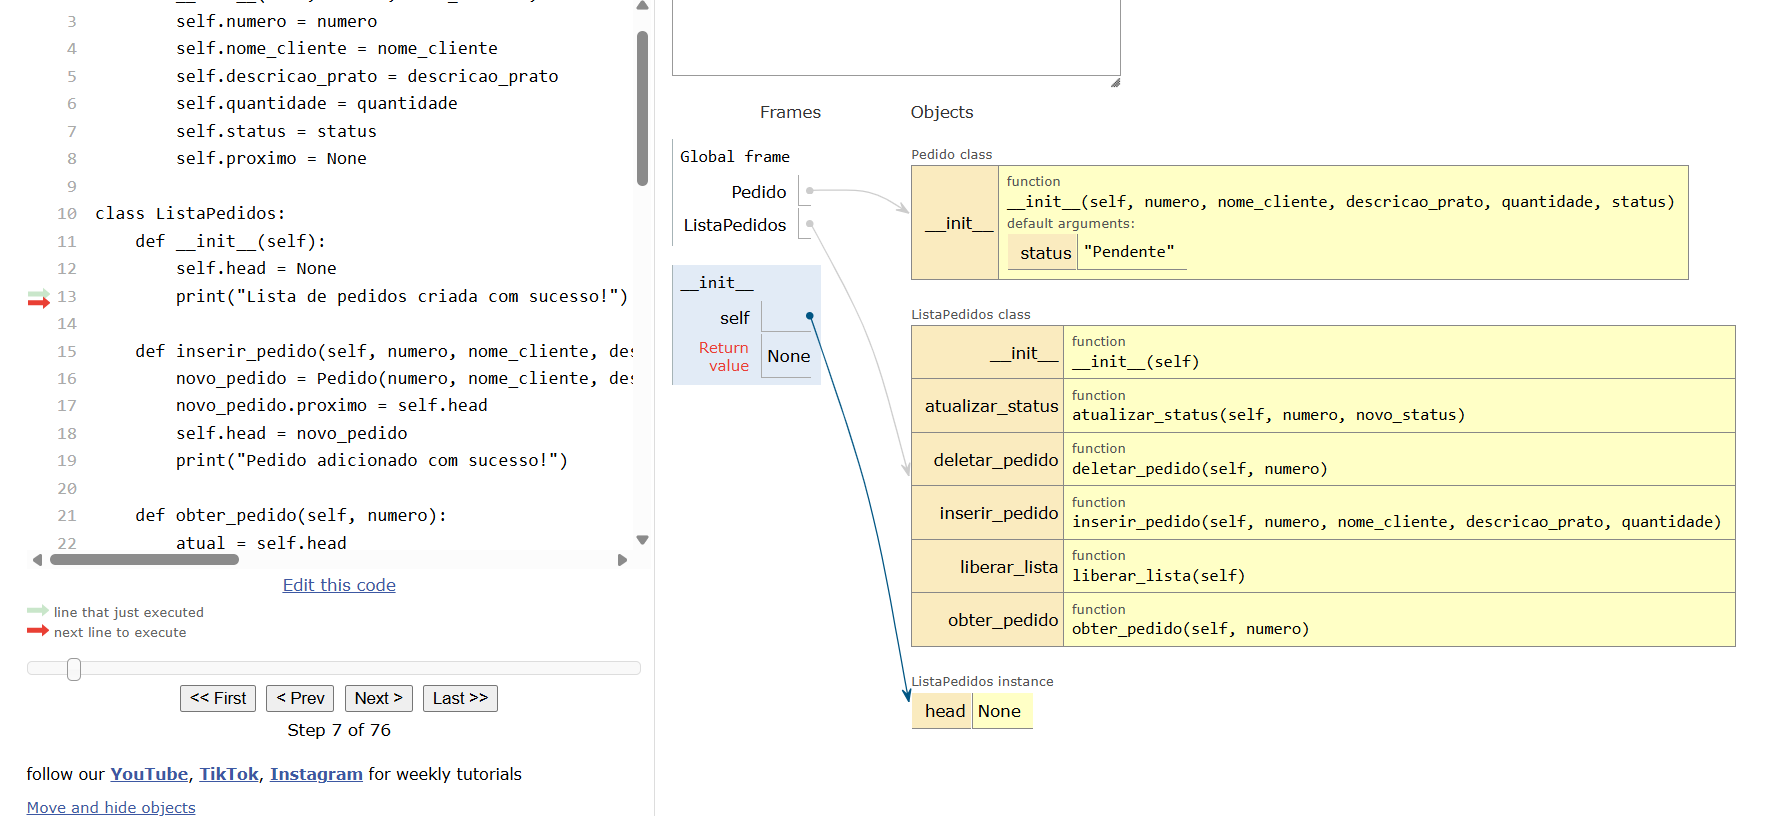 3 self.numero = numero
4 self.nome_cliente = nome_cliente
5 self.descricao_prato = descricao_prato
6 self.quantidade = quantidade
7 self.status = status
8 self.proximo = None
9
10 class ListaPedidos:
11 def __init__(self):
12 self.head = None
13 print("Lista de pedidos criada com sucesso!")
14
15 def inserir_pedido(self, numero, nome_cliente, des
16 novo_pedido = Pedido(numero, nome_cliente, des
17 novo_pedido.proximo = self.head
18 self.head = novo_pedido
19 print("Pedido adicionado com sucesso!")
20
21 def obter_pedido(self, numero):
22 atual = self.head
Edit this code
line that just executed
next line to execute
<< First < Prev Next > Last >>
Step 7 of 76
follow our YouTube, TikTok, Instagram for weekly tutorials
Move and hide objects
Frames Objects
Global frame
Pedido
ListaPedidos
__init__
self
Return
value None
Pedido class
__init__
function
__init__(self, numero, nome_cliente, descricao_prato, quantidade, status)
default arguments:
status "Pendente"
ListaPedidos class
__init__
function
__init__(self)
atualizar_status
function
atualizar_status(self, numero, novo_status)
deletar_pedido
function
deletar_pedido(self, numero)
inserir_pedido
function
inserir_pedido(self, numero, nome_cliente, descricao_prato, quantidade)
liberar_lista
function
liberar_lista(self)
obter_pedido
function
obter_pedido(self, numero)
ListaPedidos instance
head None